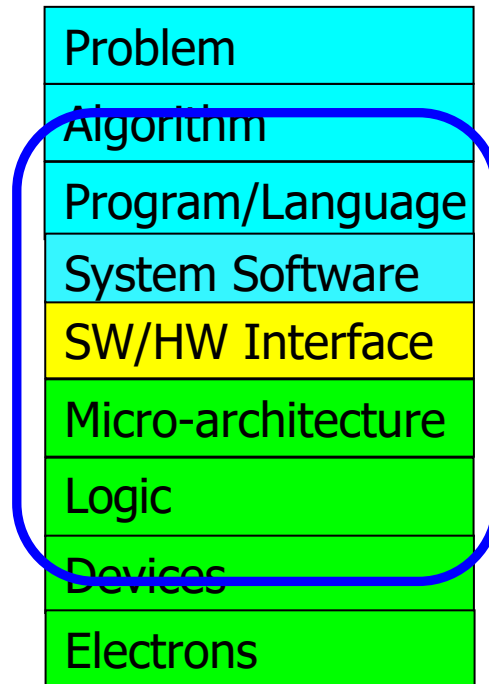 Problem
Algorithm
Program/Language
System Software
SW/HW Interface
Micro-architecture
Logic
Devices
Electrons